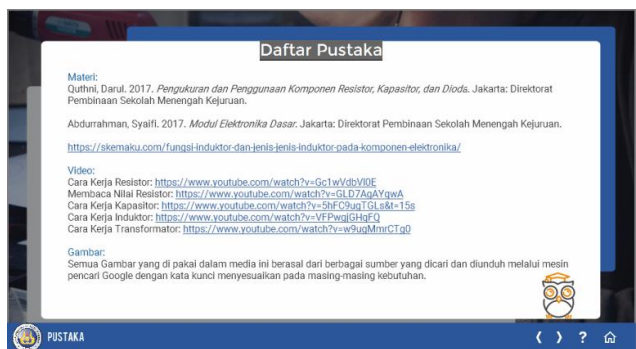 Daftar Pustaka
Materi:
Quthni, Darul. 2017. Pengukuran dan Penggunaan Komponen Resistor, Kapasitor, dan Dioda. Jakarta: Direktorat
Pembinaan Sekolah Menengah Kejuruan.
Abdurrahman, Syaifi. 2017. Modul Elektronika Dasar. Jakarta: Direktorat Pembinaan Sekolah Menengah Kejuruan.
https://skemaku.com/fungsi-induktor-dan-jenis-jenis-induktor-pada-komponen-elektronika/
Video:
Cara Kerja Resistor: https://www.youtube.com/watch?v=Gc1wVdbVl0E
Membaca Nilai Resistor: https://www.youtube.com/watch?v=GLD7AgAYqwA
Cara Kerja Kapasitor: https://www.youtube.com/watch?v=5hFC9ugTGLs&t=15s
Cara Kerja Induktor: https://www.youtube.com/watch?v=VFPwgjGHqFQ
Cara Kerja Transformator: https://www.youtube.com/watch?v=w9ugMmrCTg0
Gambar:
Semua Gambar yang di pakai dalam media ini berasal dari berbagai sumber yang dicari dan diunduh melalui mesin
pencari Google dengan kata kunci menyesuaikan pada masing-masing kebutuhan.
PUSTAKA
?